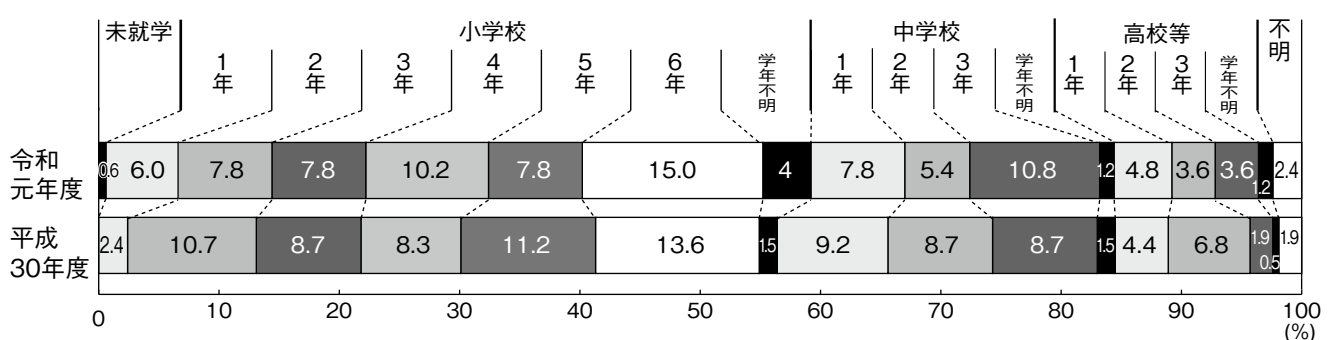 未就学 小学校 中学校 高校等 不明
1年 2年 3年 4年 5年 6年 学年不明 1年 2年 3年 学年不明 1年 2年 3年 学年不明
令和元年度 0.6 6.0 7.8 7.8 10.2 7.8 15.0 4 7.8 5.4 10.8 1.2 4.8 3.6 3.6 1.2 2.4
平成30年度 2.4 10.7 8.7 8.3 11.2 13.6 1.5 9.2 8.7 8.7 1.5 4.4 6.8 1.9 0.5 1.9
0 10 20 30 40 50 60 70 80 90 100
(%)